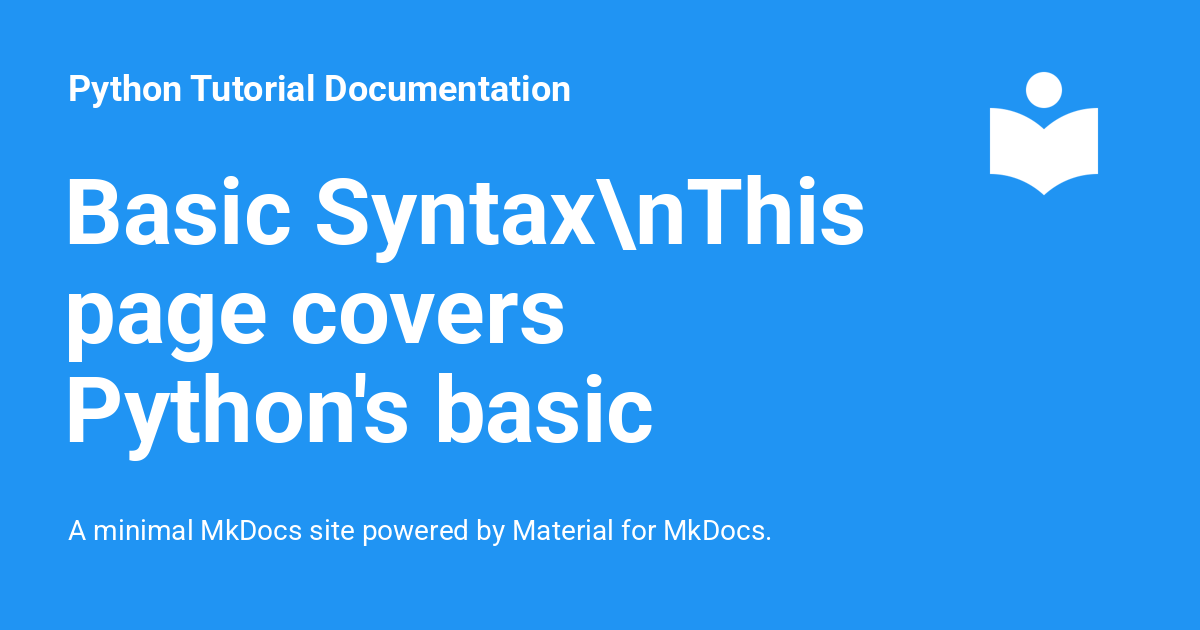 Python Tutorial Documentation
Basic Syntax\nThis
page covers
Python's basic
A minimal MkDocs site powered by Material for MkDocs.